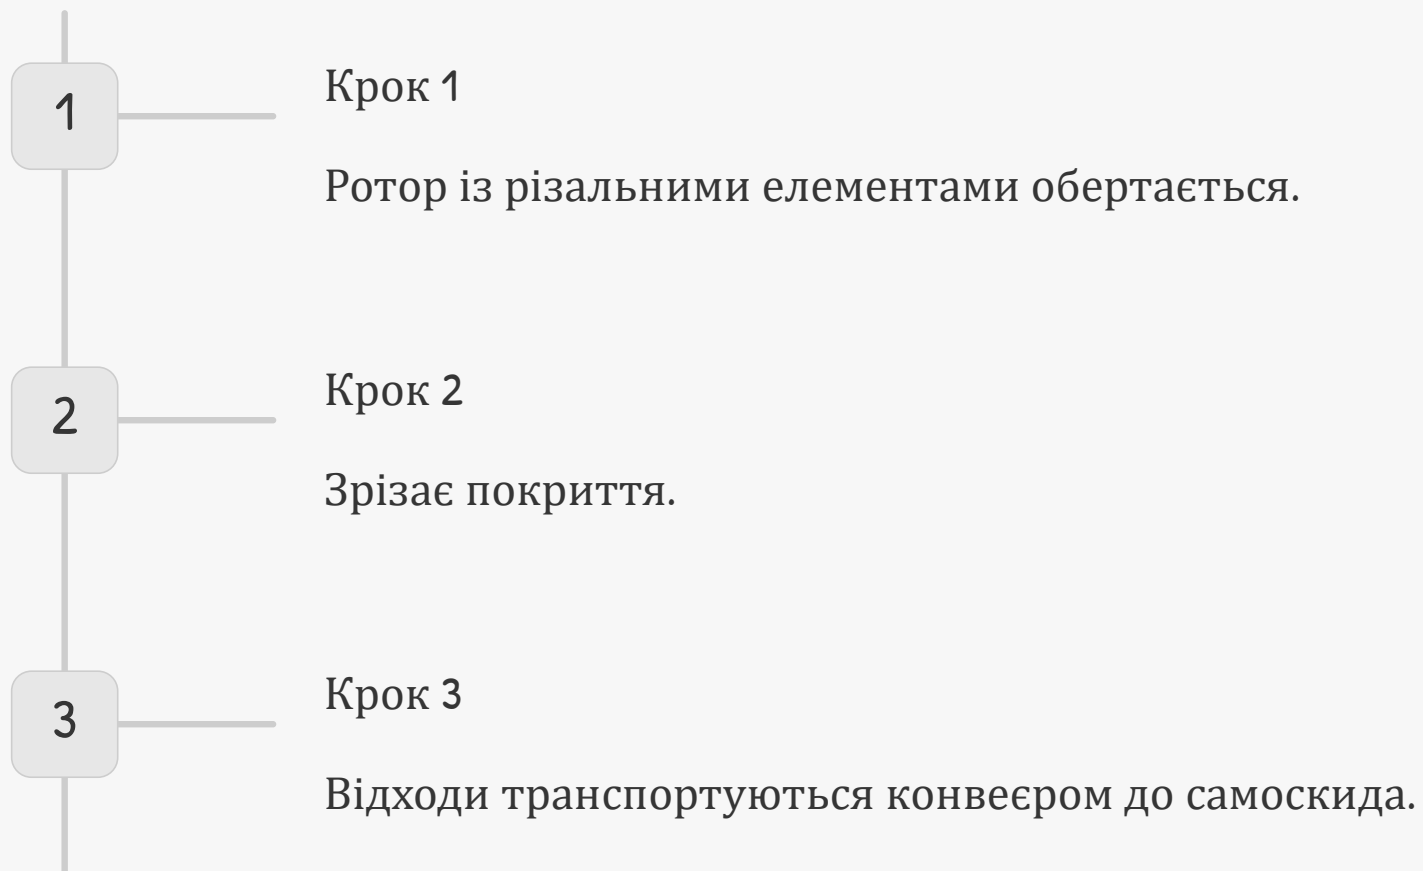 1
Крок 1
Ротор із різальними елементами обертається.
2
Крок 2
Зрізає покриття.
3
Крок 3
Відходи транспортуються конвеєром до самоскида.